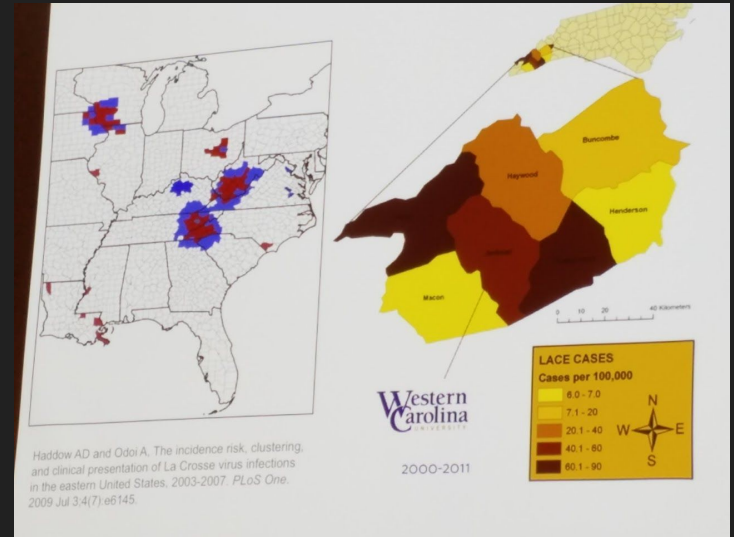 Buncombe
Haywood
Henderson
Macon
0 10 20 40 Kilometers
LACE CASES
Cases per 100,000
6.0 - 7.0
7.1 - 20
20.1 - 40
40.1 - 60
60.1 - 90
N
W E
S
Western
Carolina
UNIVERSITY
2000-2011
Haddow AD and Odoi A. The incidence risk, clustering,
and clinical presentation of La Crosse virus infections
in the eastern United States, 2003-2007. PLoS One.
2009 Jul 3;4(7):e6145.